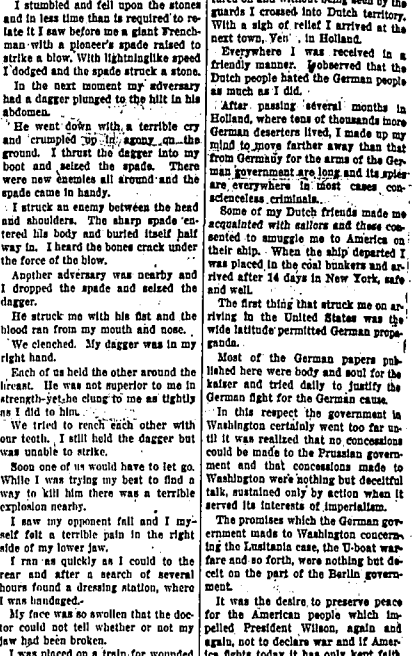 I stumbled and fell upon the stones
and in less time than is required to re-
late it I saw before me a giant French-
man with a pioneer's spade raised to
strike a blow. With lightninglike speed
I dodged and the spade struck a stone.
In the next moment my adversary
had a dagger plunged to the hilt in his
abdomen.
He went down with a terrible cry
and crumpled up in agony on the
ground. I thrust the dagger into my
boot and seized the spade. There
were new enemies all around and the
spade came in handy.
I struck an enemy between the head
and shoulders. The sharp spade en-
tered his body and buried itself half
way in. I heard the bones crack under
the force of the blow.
Another adversary was nearby and
I dropped the spade and seized the
dagger.
He struck me with his fist and the
blood ran from my mouth and nose.
We clenched. My dagger was in my
right hand.
Each of us held the other around the
breast. He was not superior to me in
strength yet he clung to me as tightly
as I did to him.
We tried to reach each other with
our teeth. I still held the dagger but
was unable to strike.
Soon one of us would have to let go.
While I was trying my best to find a
way to kill him there was a terrible
explosion nearby.
I saw my opponent fall and I my-
self felt a terrible pain in the right
side of my lower jaw.
I ran as quickly as I could to the
rear and after a search of several
hours found a dressing station, where
I was bandaged.
My face was so swollen that the doc-
tor could not tell whether or not my
jaw had been broken.
I was placed on a train for wounded
without being seen by the
guards I crossed into Dutch territory.
With a sigh of relief I arrived at the
next town, in Holland.
Everywhere I was received in a
friendly manner. I observed that the
Dutch people hated the German people
as much as I did.
After passing several months in
Holland, where tens of thousands more
German deserters lived, I made up my
mind to move farther away than that
from Germany for the arms of the Ger-
man government are long and its spies
are everywhere in most cases con-
scienceless criminals.
Some of my Dutch friends made me
acquainted with sailors and these con-
sented to smuggle me to America on
their ship. When the ship departed I
was placed in the coal bunkers and ar-
rived after 14 days in New York, safe
and well.
The first thing that struck me on ar-
riving in the United States was the
wide latitude permitted German propa-
ganda.
Most of the German papers pub-
lished here were body and soul for the
kaiser and tried daily to justify the
German fight for the German cause.
In this respect the government in
Washington certainly went too far un-
til it was realized that no concessions
could be made to the Prussian govern-
ment and that concessions made to
Washington were nothing but deceitful
talk, sustained only by action when it
served its interests of imperialism.
The promises which the German gov-
ernment made to Washington concern-
ing the Lusitania case, the U-boat war-
fare and so forth, were nothing but de-
ceit on the part of the Berlin govern-
ment.
It was the desire to preserve peace
for the American people which im-
pelled President Wilson, again and
again, not to declare war and if Amer-
ica fights today it has only kept faith